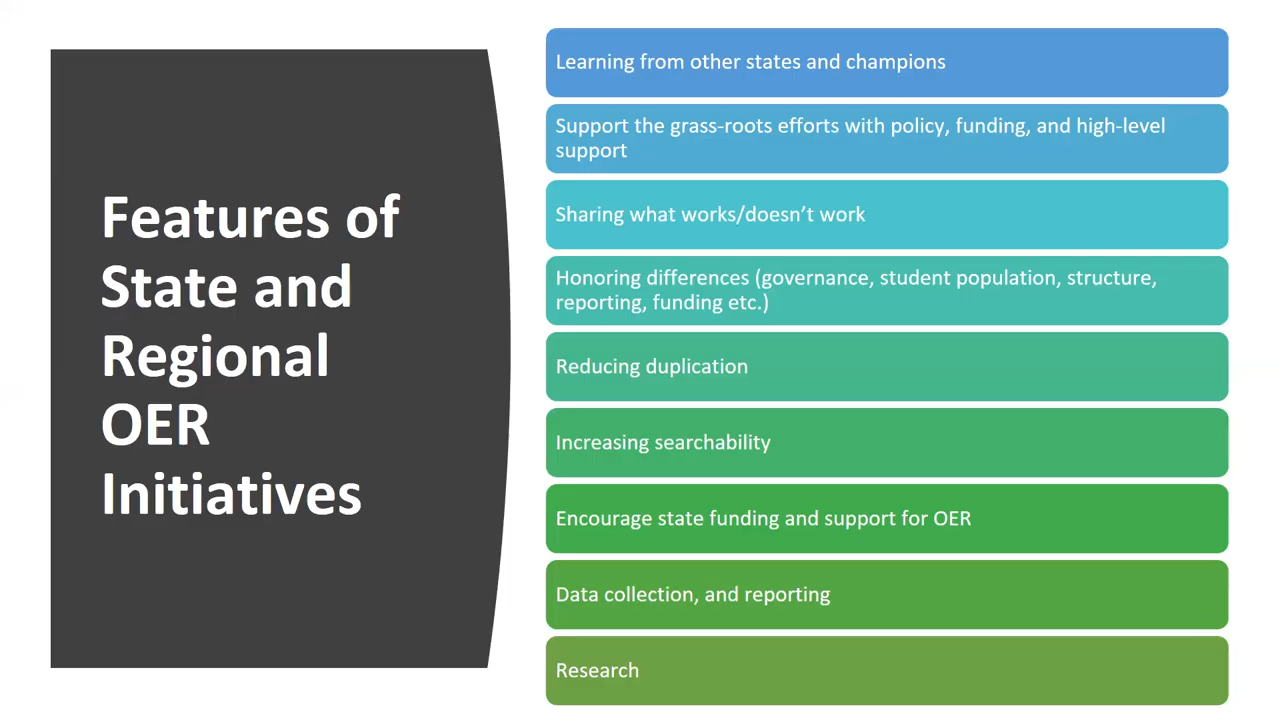 Features of
State and
Regional
OER
Initiatives
Learning from other states and champions
Support the grass-roots efforts with policy, funding, and high-level
support
Sharing what works/doesn’t work
Honoring differences (governance, student population, structure,
reporting, funding etc.)
Reducing duplication
Increasing searchability
Encourage state funding and support for OER
Data collection, and reporting
Research